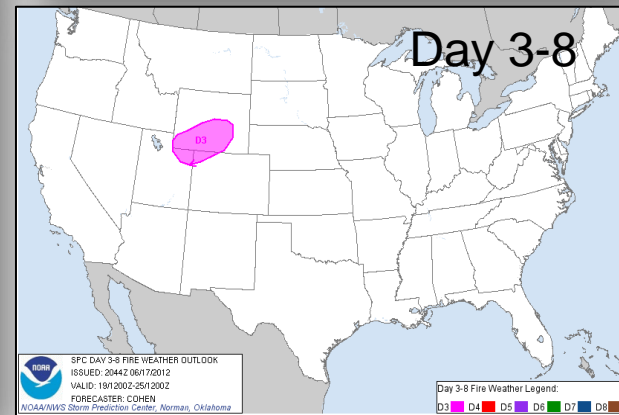 Day 3-8
D3
NOAA
SPC DAY 3-8 FIRE WEATHER OUTLOOK
ISSUED: 2044Z 06/17/2012
VALID: 19/1200Z-25/1200Z
FORECASTER: COHEN
NOAA/NWS Storm Prediction Center, Norman, Oklahoma
Day 3-8 Fire Weather Legend:
D3 D4 D5 D6 D7 D8